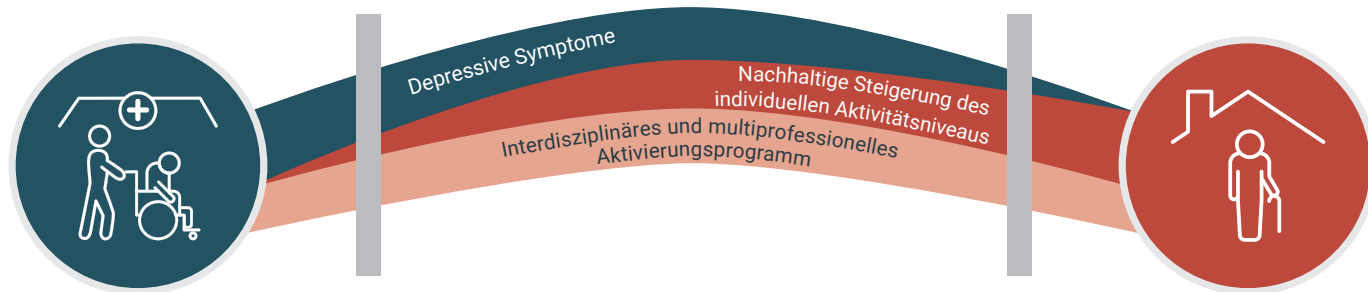 Depressive Symptome
Nachhaltige Steigerung des
individuellen Aktivitätsniveaus
Interdisziplinäres und multiprofessionelles
Aktivierungsprogramm